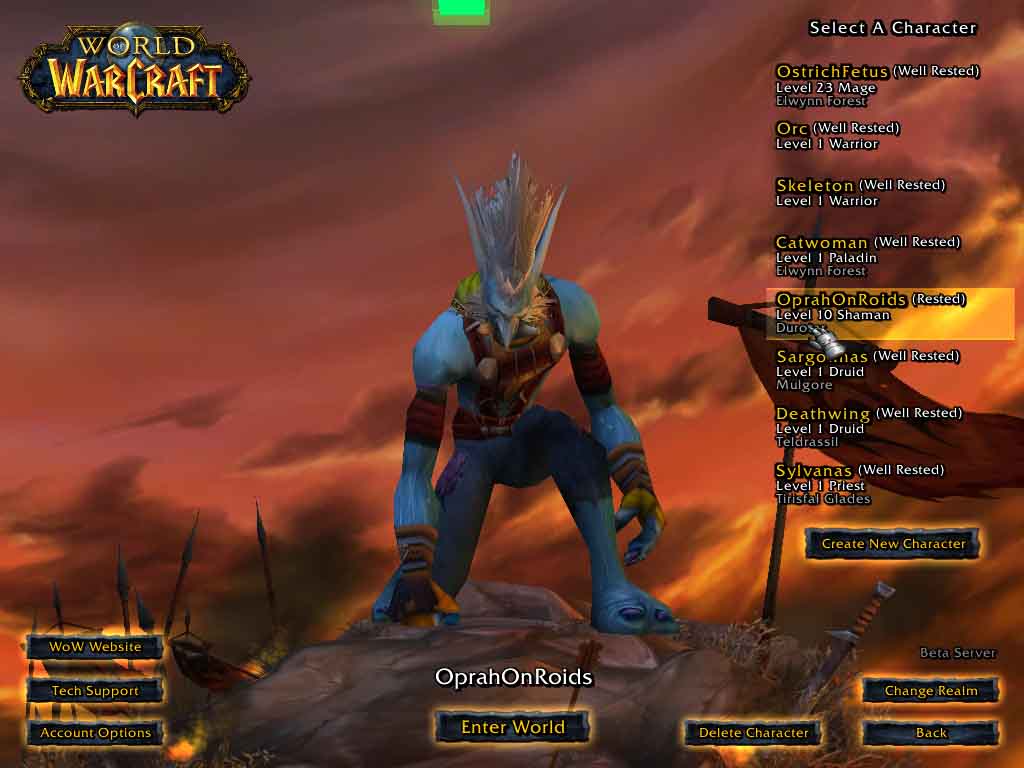 WORLD
OF
WARCRAFT
Select A Character
OstrichFetus (Well Rested)
Level 23 Mage
Elwynn Forest
Orc (Well Rested)
Level 1 Warrior
Skeleton (Well Rested)
Level 1 Warrior
Catwoman (Well Rested)
Level 1 Paladin
Elwynn Forest
OprahOnRoids (Rested)
Level 10 Shaman
Durotar
(Well Rested)
Level 1 Druid
Mulgore
Deathwing (Well Rested)
Level 1 Druid
Teldrassil
Sylvanas (Well Rested)
Level 1 Priest
Tirisfal Glades
Create New Character
WoW Website
Tech Support
Account Options
OprahOnRoids
Enter World
Delete Character
Beta Server
Change Realm
Back